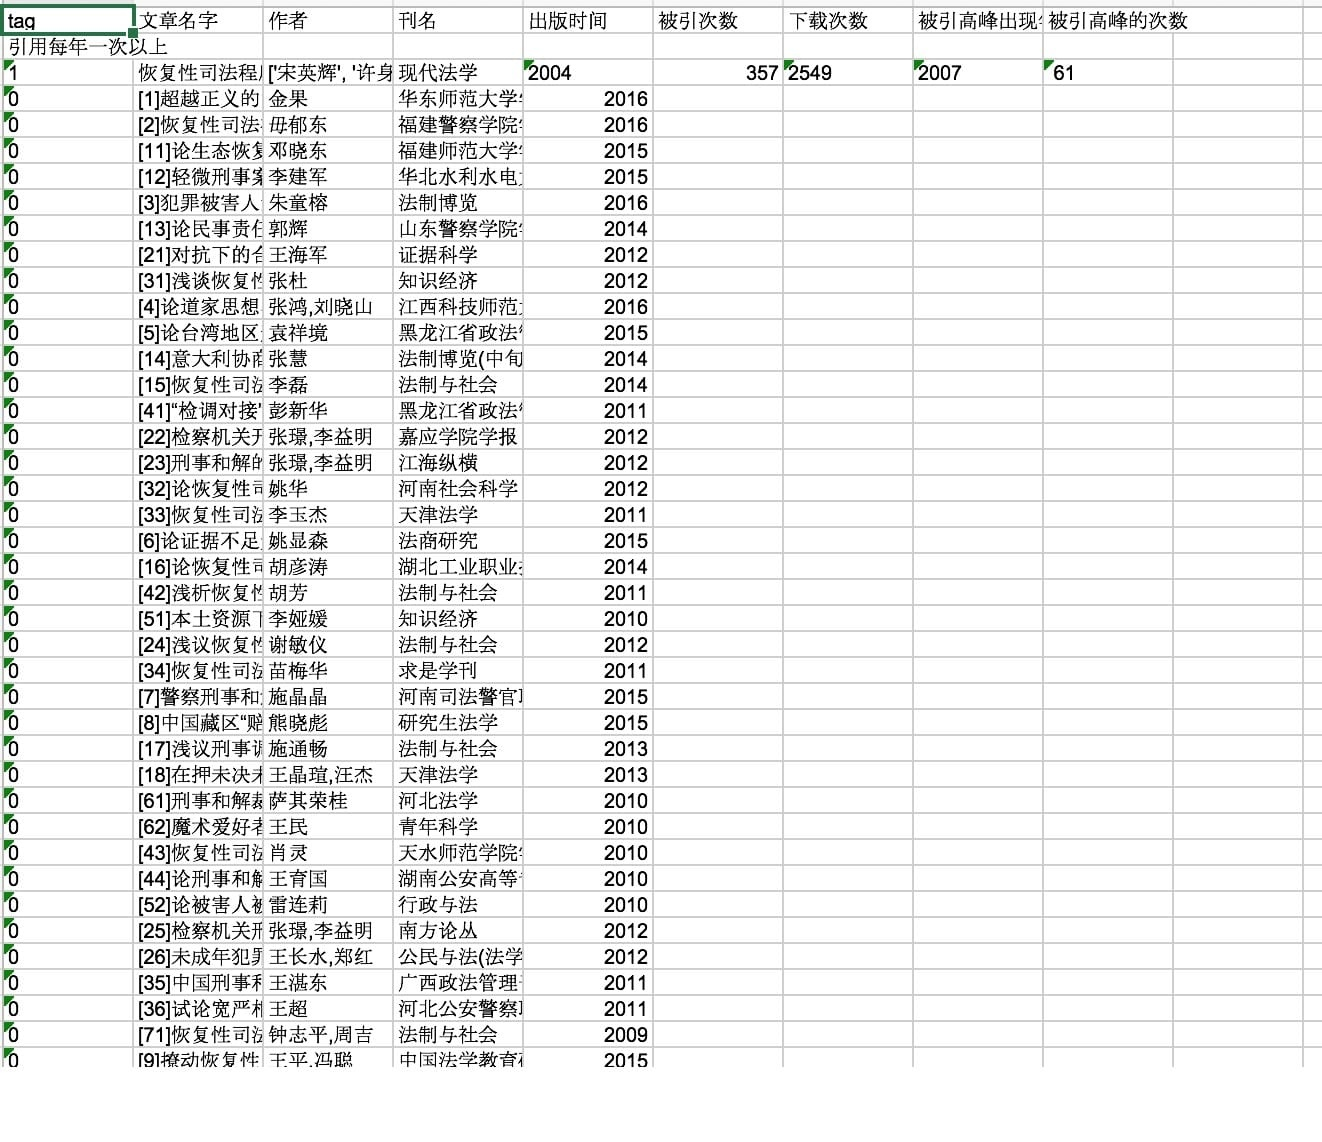 tag 文章名字 作者 刊名 出版时间 被引次数 下载次数 被引高峰出现 被引高峰的次数
引用每年一次以上
1 恢复性司法程 ['宋英辉', '许身 现代法学 2004 357 2549 2007 61
0 [1]超越正义的 金果 华东师范大学 2016
0 [2]恢复性司法 毋郁东 福建警察学院 2016
0 [11]论生态恢复 邓晓东 福建师范大学 2015
0 [12]轻微刑事案 李建军 华北水利水电 2015
0 [3]犯罪被害人 朱童榕 法制博览 2016
0 [13]论民事责任 郭辉 山东警察学院 2014
0 [21]对抗下的合 王海军 证据科学 2012
0 [31]浅谈恢复性 张杜 知识经济 2012
0 [4]论道家思想 张鸿,刘晓山 江西科技师范 2016
0 [5]论台湾地区 袁祥境 黑龙江省政法 2015
0 [14]意大利协商 张慧 法制博览(中旬 2014
0 [15]恢复性司法 李磊 法制与社会 2014
0 [41]“检调对接” 彭新华 黑龙江省政法 2011
0 [22]检察机关开 张璟,李益明 嘉应学院学报 2012
0 [23]刑事和解的 张璟,李益明 江海纵横 2012
0 [32]论恢复性司 姚华 河南社会科学 2012
0 [33]恢复性司法 李玉杰 天津法学 2011
0 [6]论证据不足 姚显森 法商研究 2015
0 [16]论恢复性司 胡彦涛 湖北工业职业 2014
0 [42]浅析恢复性 胡芳 法制与社会 2011
0 [51]本土资源下 李娅媛 知识经济 2010
0 [24]浅议恢复性 谢敏仪 法制与社会 2012
0 [34]恢复性司法 苗梅华 求是学刊 2011
0 [7]警察刑事和 施晶晶 河南司法警官 2015
0 [8]中国藏区“赔 熊晓彪 研究生法学 2015
0 [17]浅议刑事调 施通畅 法制与社会 2013
0 [18]在押未决未 王晶瑄,汪杰 天津法学 2013
0 [61]刑事和解裁 萨其荣桂 河北法学 2010
0 [62]魔术爱好者 王民 青年科学 2010
0 [43]恢复性司法 肖灵 天水师范学院 2010
0 [44]论刑事和解 王育国 湖南公安高等 2010
0 [52]论被害人被 雷连莉 行政与法 2010
0 [25]检察机关刑 张璟,李益明 南方论丛 2012
0 [26]未成年犯罪 王长水,郑红 公民与法(法学 2012
0 [35]中国刑事和 王湛东 广西政法管理 2011
0 [36]试论宽严相 王超 河北公安警察 2011
0 [71]恢复性司法 钟志平,周吉 法制与社会 2009
0 [9]撩动恢复性 王平,冯聪 中国法学教育 2015